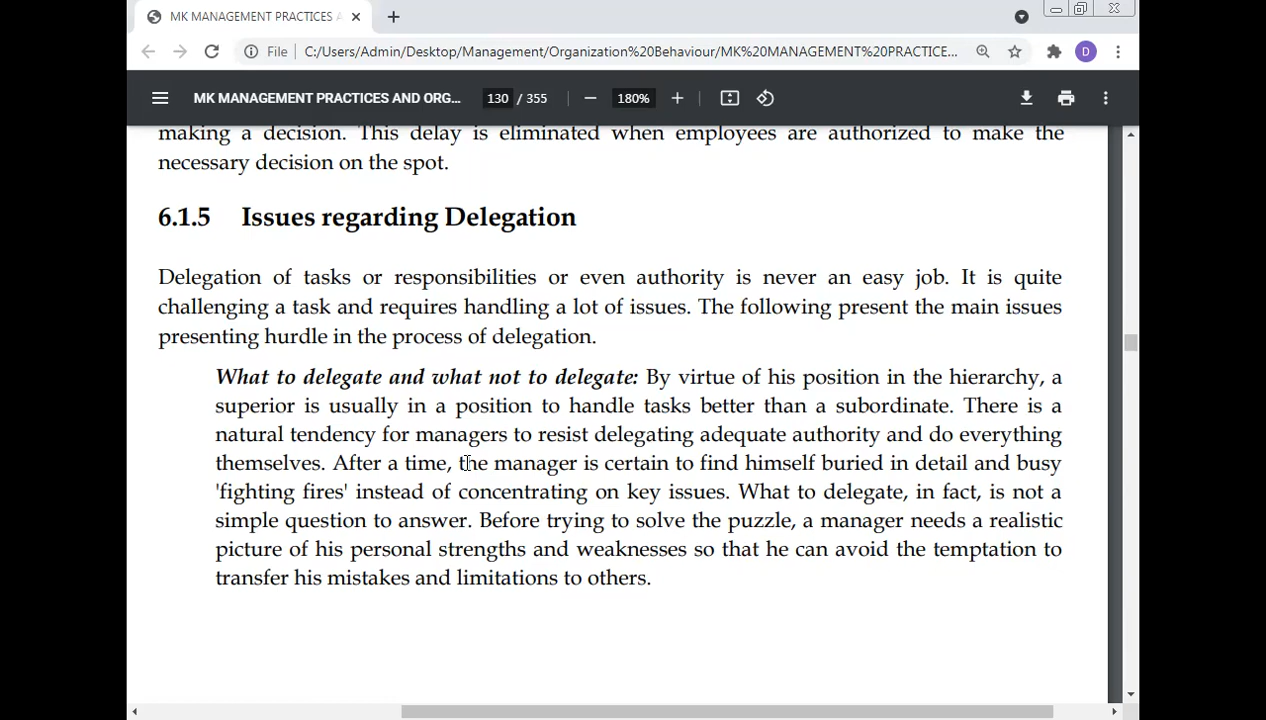 MK MANAGEMENT PRACTICES A
File C:/Users/Admin/Desktop/Management/Organization%20Behaviour/MK%20MANAGEMENT%20PRACTICE... D
MK MANAGEMENT PRACTICES AND ORG... 130 / 355 180%
making a decision. This delay is eliminated when employees are authorized to make the
necessary decision on the spot.
6.1.5 Issues regarding Delegation
Delegation of tasks or responsibilities or even authority is never an easy job. It is quite
challenging a task and requires handling a lot of issues. The following present the main issues
presenting hurdle in the process of delegation.
What to delegate and what not to delegate: By virtue of his position in the hierarchy, a
superior is usually in a position to handle tasks better than a subordinate. There is a
natural tendency for managers to resist delegating adequate authority and do everything
themselves. After a time, the manager is certain to find himself buried in detail and busy
'fighting fires' instead of concentrating on key issues. What to delegate, in fact, is not a
simple question to answer. Before trying to solve the puzzle, a manager needs a realistic
picture of his personal strengths and weaknesses so that he can avoid the temptation to
transfer his mistakes and limitations to others.